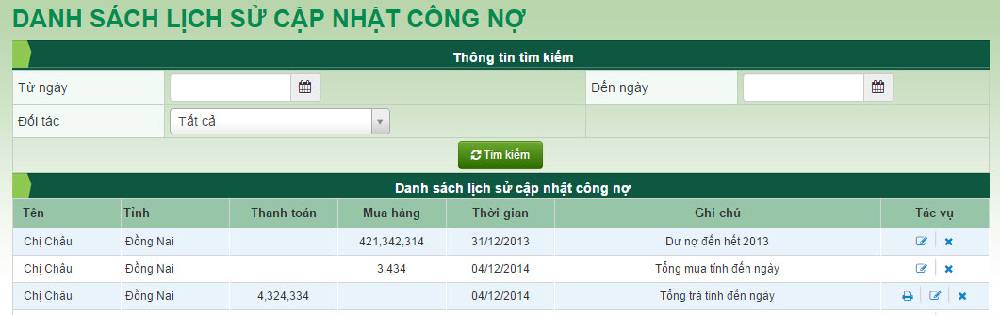 DANH SÁCH LỊCH SỬ CẬP NHẬT CÔNG NỢ
Thông tin tìm kiếm
Từ ngày Đến ngày
Đối tác Tất cả
Tìm kiếm
Danh sách lịch sử cập nhật công nợ
Tên Tỉnh Thanh toán Mua hàng Thời gian Ghi chú Tác vụ
Chị Châu Đồng Nai 421,342,314 31/12/2013 Dư nợ đến hết 2013
Chị Châu Đồng Nai 3,434 04/12/2014 Tổng mua tính đến ngày
Chị Châu Đồng Nai 4,324,334 04/12/2014 Tổng trả tính đến ngày